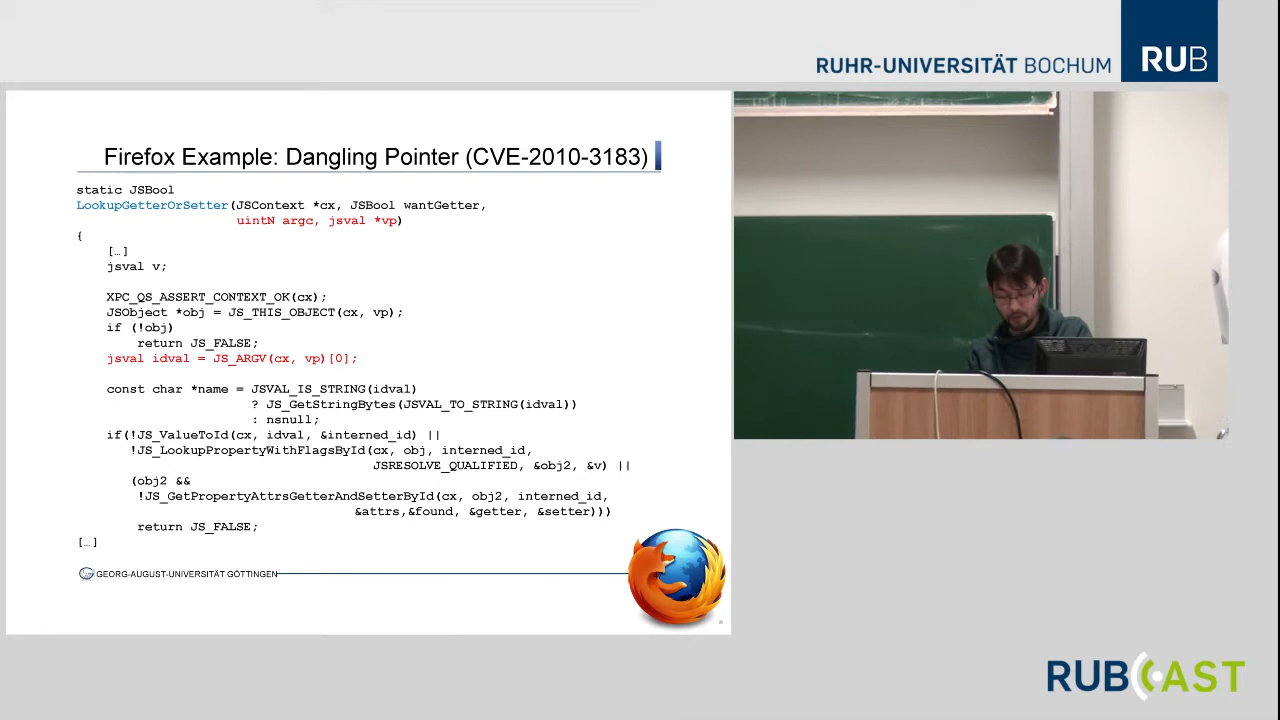 RUHR-UNIVERSITÄT BOCHUM
RUB
Firefox Example: Dangling Pointer (CVE-2010-3183)
static JSBool
LookupGetterOrSetter(JSContext *cx, JSBool wantGetter,
uintN argc, jsval *vp)
{
[…]
jsval v;
XPC_QS_ASSERT_CONTEXT_OK(cx);
JSObject *obj = JS_THIS_OBJECT(cx, vp);
if (!obj)
return JS_FALSE;
jsval idval = JS_ARGV(cx, vp)[0];
const char *name = JSVAL_IS_STRING(idval)
? JS_GetStringBytes(JSVAL_TO_STRING(idval))
: nsnull;
if(!JS_ValueToId(cx, idval, &interned_id) ||
!JS_LookupPropertyWithFlagsById(cx, obj, interned_id,
JSRESOLVE_QUALIFIED, &obj2, &v) ||
(obj2 &&
!JS_GetPropertyAttrsGetterAndSetterById(cx, obj2, interned_id,
&attrs,&found, &getter, &setter)))
return JS_FALSE;
[…]
GEORG-AUGUST-UNIVERSITÄT GÖTTINGEN
acer
RUBCAST